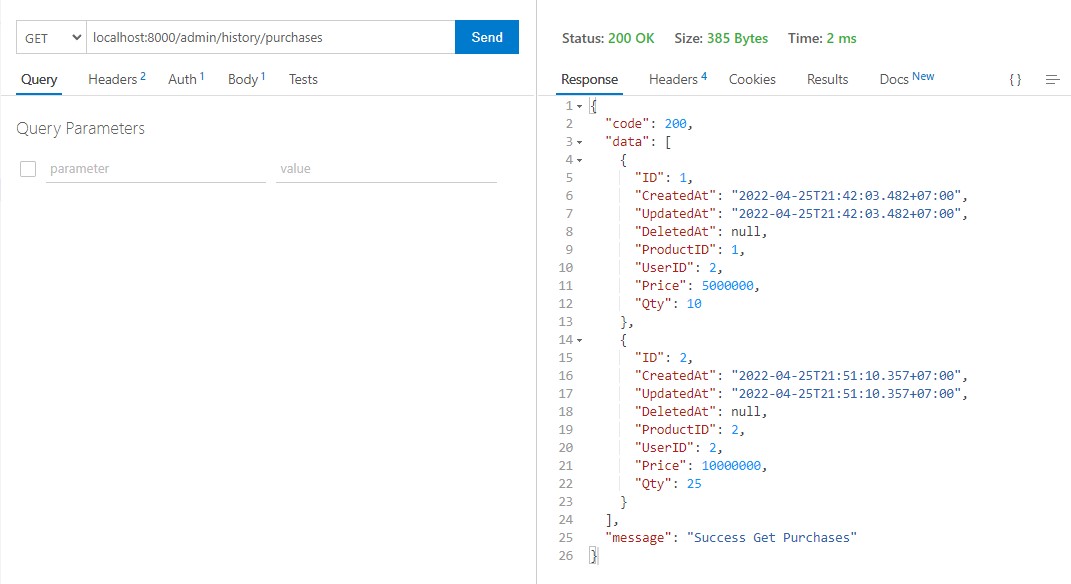 GET localhost:8000/admin/history/purchases Send
Query Headers 2 Auth 1 Body 1 Tests
Query Parameters
parameter value
Status: 200 OK Size: 385 Bytes Time: 2 ms
Response Headers 4 Cookies Results Docs New {}
1 {
2 "code": 200,
3 "data": [
4 {
5 "ID": 1,
6 "CreatedAt": "2022-04-25T21:42:03.482+07:00",
7 "UpdatedAt": "2022-04-25T21:42:03.482+07:00",
8 "DeletedAt": null,
9 "ProductID": 1,
10 "UserID": 2,
11 "Price": 5000000,
12 "Qty": 10
13 },
14 {
15 "ID": 2,
16 "CreatedAt": "2022-04-25T21:51:10.357+07:00",
17 "UpdatedAt": "2022-04-25T21:51:10.357+07:00",
18 "DeletedAt": null,
19 "ProductID": 2,
20 "UserID": 2,
21 "Price": 10000000,
22 "Qty": 25
23 }
24 ],
25 "message": "Success Get Purchases"
26 }